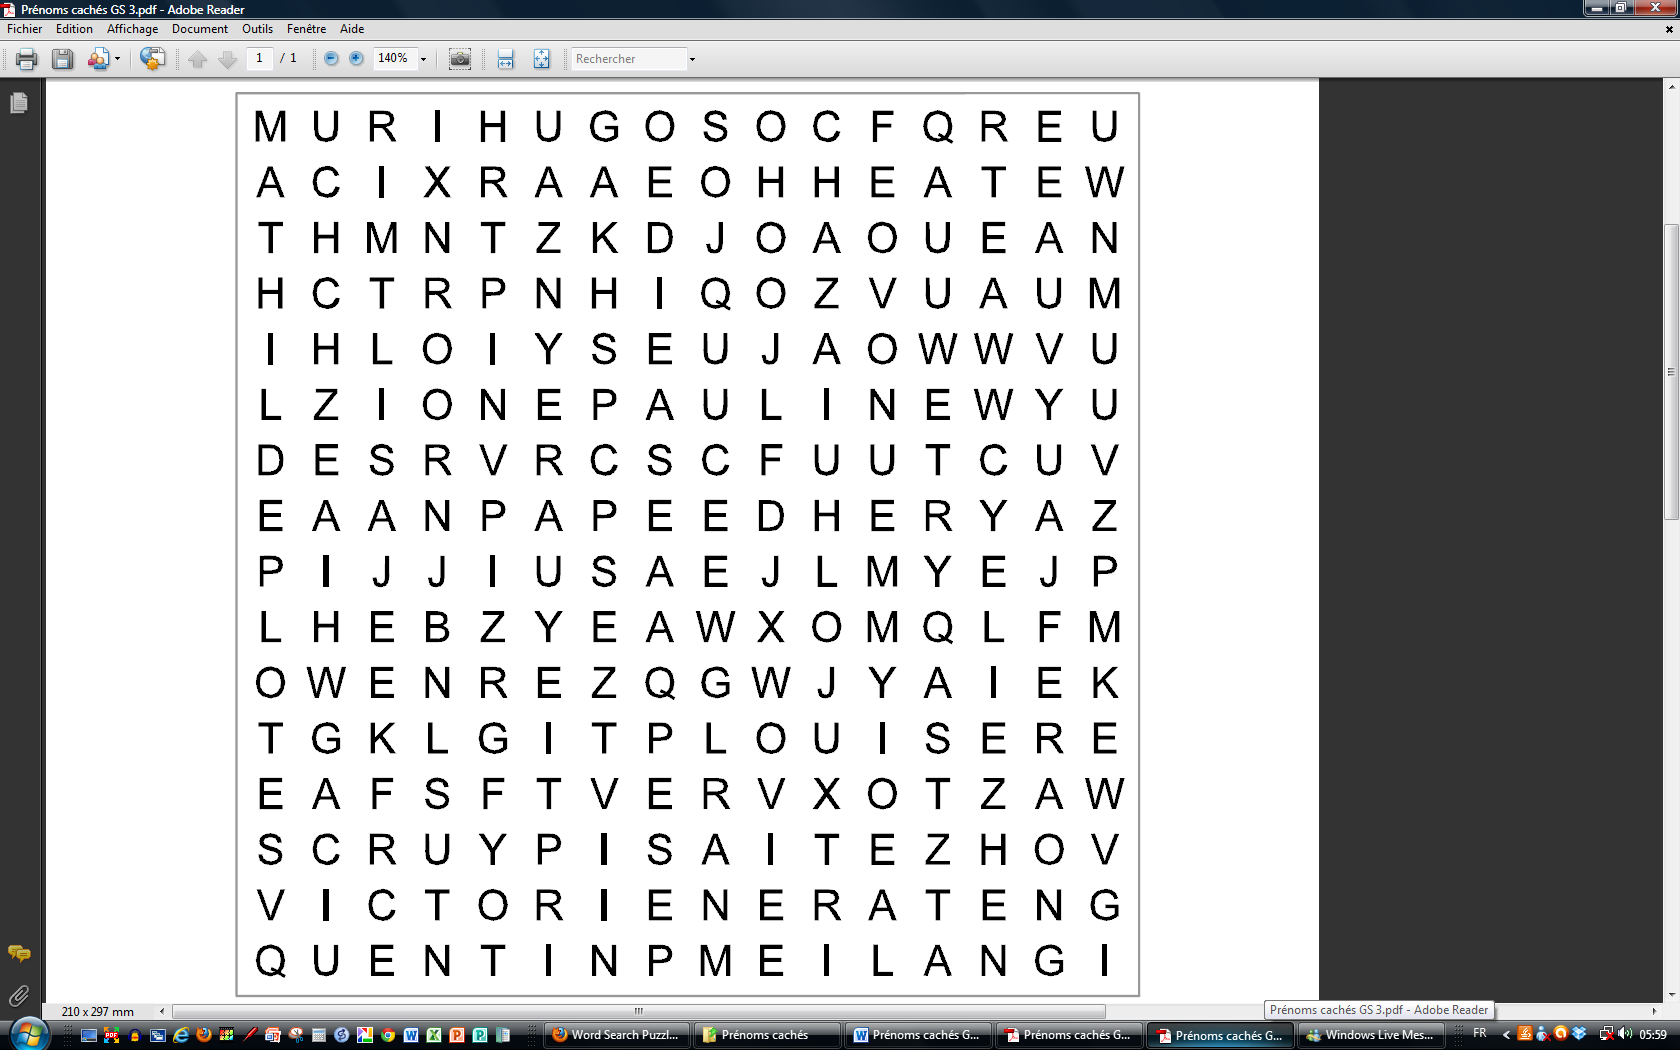 Prénoms cachés GS 3.pdf - Adobe Reader
Fichier Edition Affichage Document Outils Fenêtre Aide
1 / 1 140% Rechercher
M U R I H U G O S O C F Q R E U
A C I X R A A E O H H E A T E W
T H M N T Z K D J O A O U E A N
H C T R P N H I Q O Z V U A U M
I H L O I Y S E U J A O W W V U
L Z I O N E P A U L I N E W Y U
D E S R V R C S C F U U T C U V
E A A N P A P E E D H E R Y A Z
P I J J I U S A E J L M Y E J P
L H E B Z Y E A W X O M Q L F M
O W E N R E Z Q G W J Y A I E K
T G K L G I T P L O U I S E R E
E A F S F T V E R V X O T Z A W
S C R U Y P I S A I T E Z H O V
V I C T O R I E N E R A T E N G
Q U E N T I N P M E I L A N G I
210 x 297 mm
Prénoms cachés GS 3.pdf - Adobe Reader
Word Search Puzzl... Prénoms cachés Prénoms cachés G... Prénoms cachés G... Prénoms cachés G... Windows Live Mes... FR 05:59